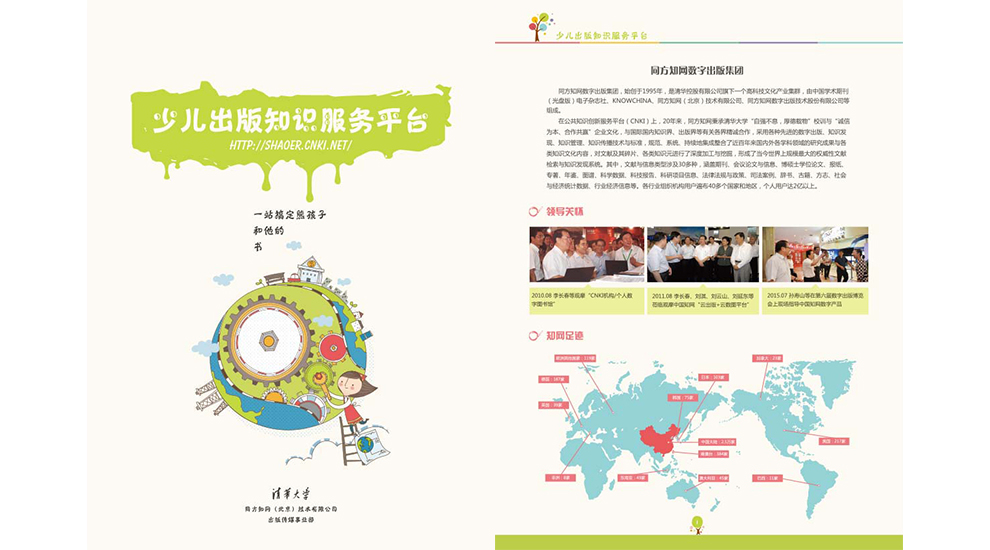 少儿出版知识服务平台
HTTP://SHAOER.CNKI.NET/
一站搞定熊孩子
和他的
书
清华大学
同方知网（北京）技术有限公司
出版传媒事业部
少儿出版知识服务平台
同方知网数字出版集团
同方知网数字出版集团，始创于1995年，是清华控股有限公司旗下一个高科技文化产业集群，由中国学术期刊
（光盘版）电子杂志社、KNOWCHINA、同方知网（北京）技术有限公司、同方知网数字出版技术股份有限公司等
组成。
在公共知识创新服务平台（CNKI）上，20年来，同方知网秉承清华大学“自强不息，厚德载物”校训与“诚信
为本、合作共赢”企业文化，与国际国内知识界、出版界等有关各界精诚合作，采用各种先进的数字出版、知识发
现、知识管理、知识传播技术与标准，规范、系统、持续地集成整合了近百年来国内外各学科领域的研究成果与各
类知识文化内容，对文献及其碎片、各类知识元进行了深度加工与挖掘，形成了当今世界上规模最大的权威性文献
检索与知识发现系统。其中，文献与信息类型涉及30多种，涵盖期刊、会议论文与信息、博硕士学位论文、报纸、
专著、年鉴、图谱、科学数据、科技报告、科研项目信息、法律法规与政策、司法案例、辞书、古籍、方志、社会
与经济统计数据、行业经济信息等。各行业组织机构用户遍布40多个国家和地区，个人用户达2亿以上。
领导关怀
2010.08 李长春等观摩“CNKI机构/个人数
字图书馆”
2011.08 李长春、刘淇、刘云山、刘延东等
莅临观摩中国知网“云出版+云数图平台”
2015.07 孙寿山等在第六届数字出版博览
会上现场指导中国知网数字产品
知网足迹
1